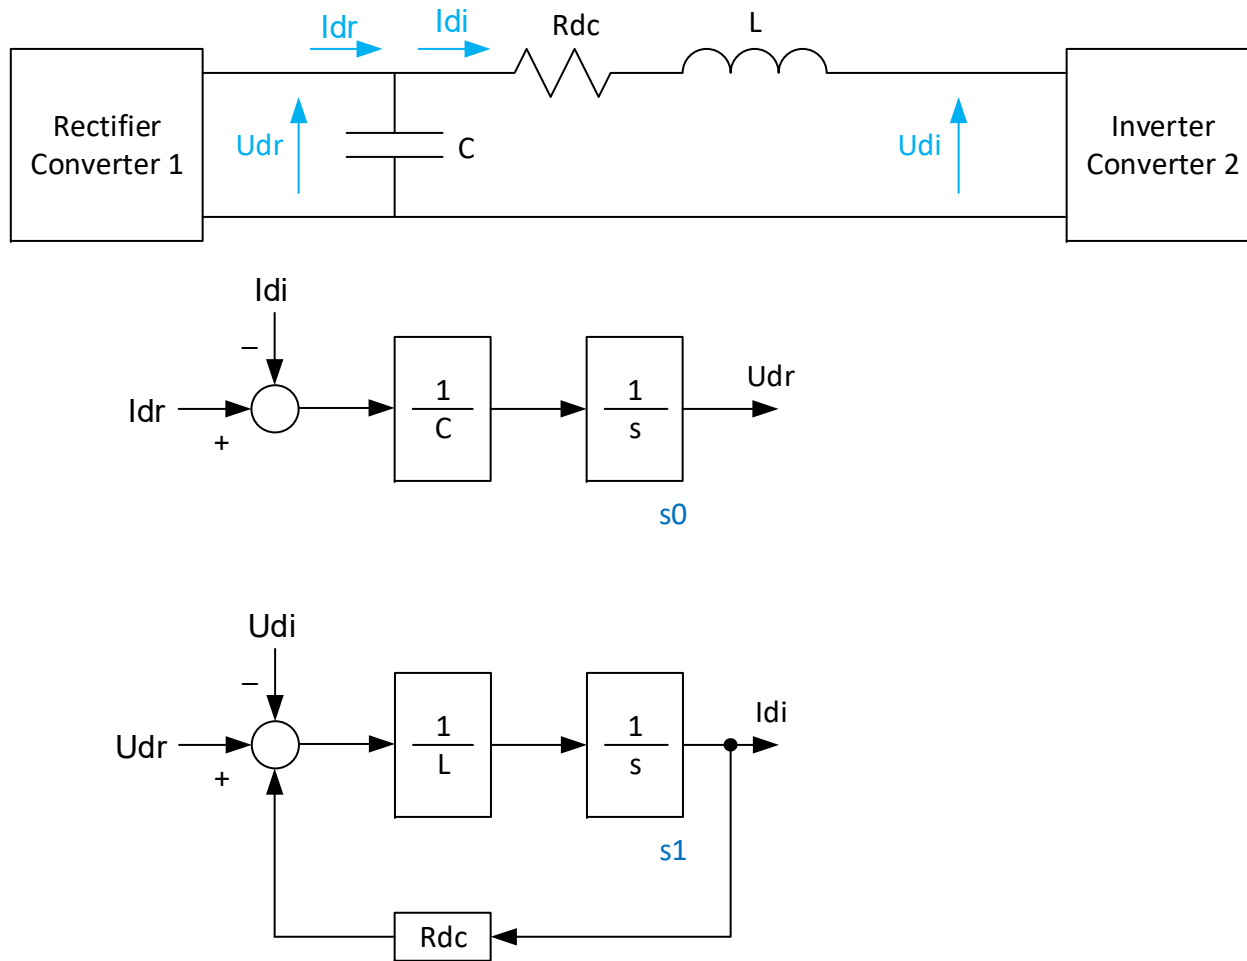 Idr
Idi
Rdc
L
Rectifier
Converter 1
Udr
C
Udi
Inverter
Converter 2
Idi
–
Idr
+
1
C
1
s
Udr
s0
Udi
–
Udr
+
1
L
1
s
Idi
s1
Rdc